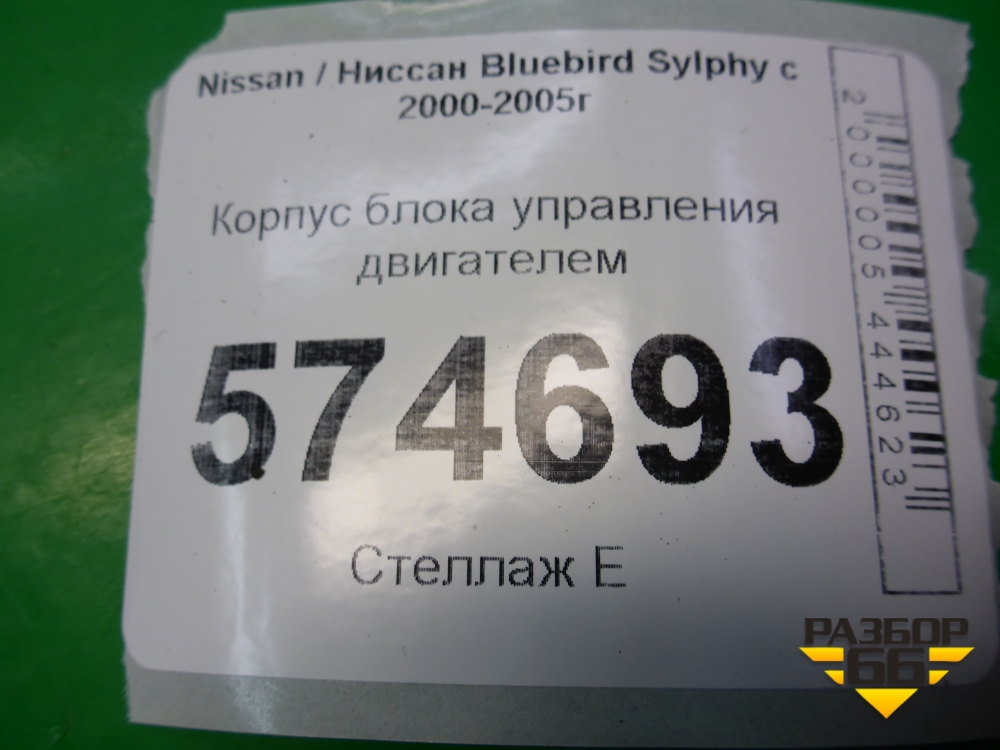 Nissan / Ниссан Bluebird Sylphy с
2000-2005г
Корпус блока управления
двигателем
574693
Стеллаж Е
2000005444623
РАЗБОР
66